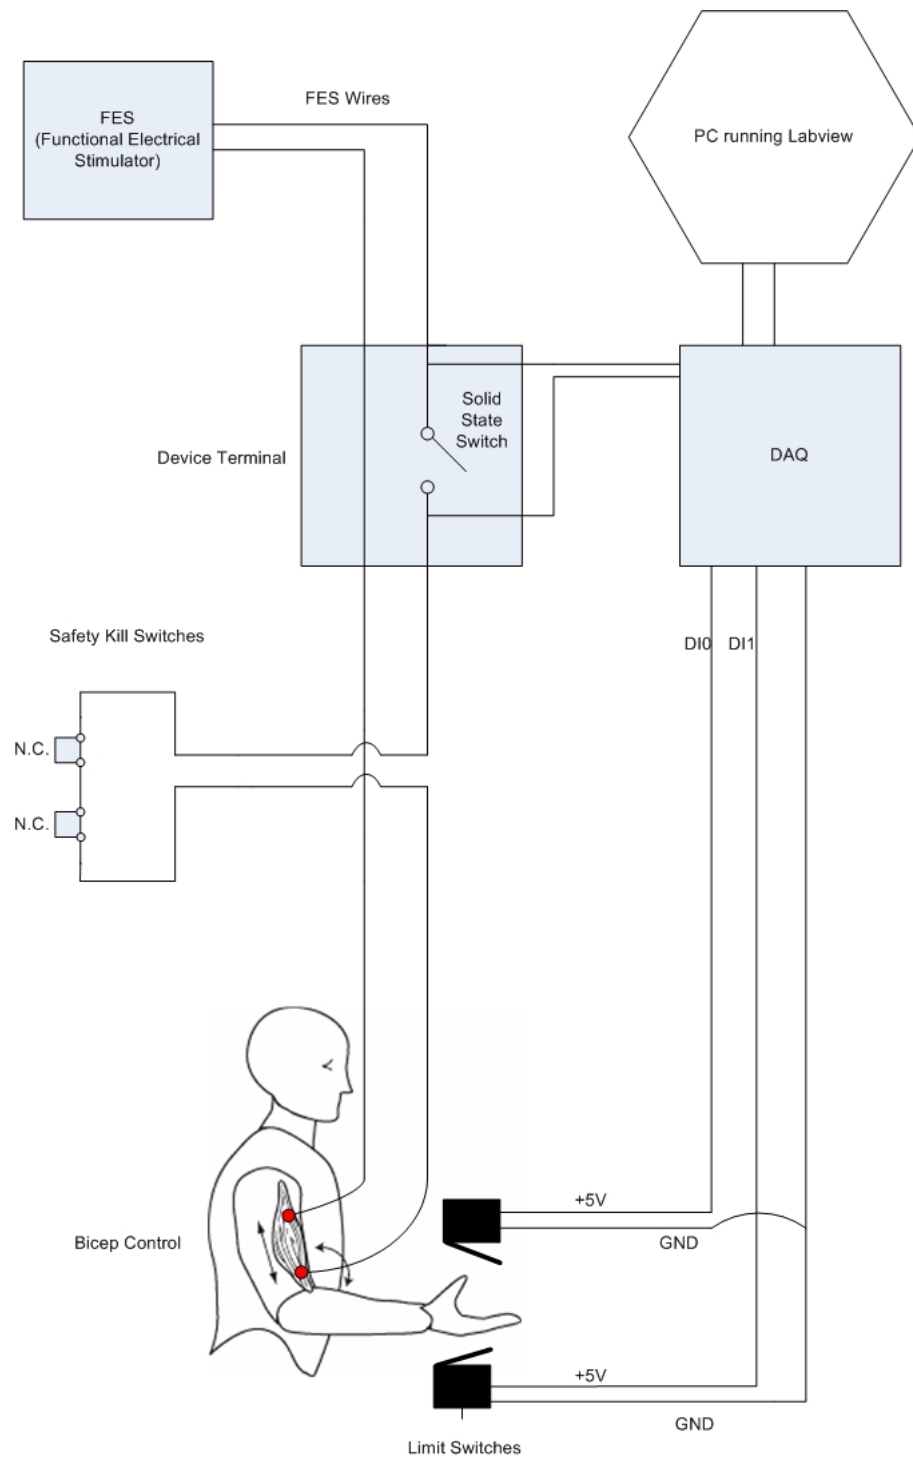 FES Wires
FES
(Functional Electrical
Stimulator)
PC running Labview
Solid
State
Switch
Device Terminal
DAQ
Safety Kill Switches
DI0
DI1
N.C.
N.C.
+5V
GND
Bicep Control
+5V
GND
Limit Switches